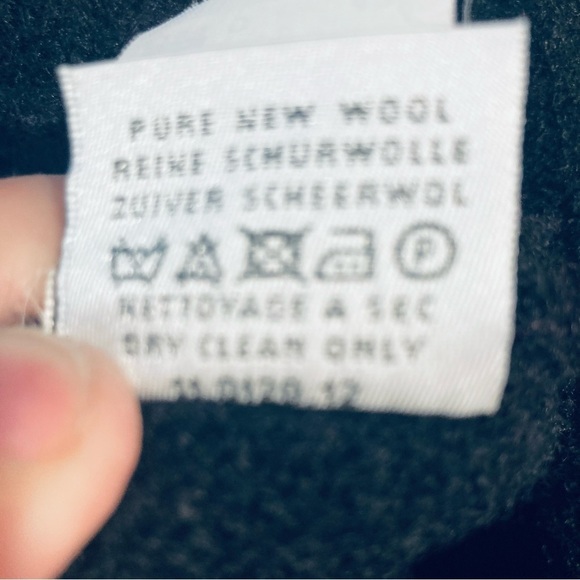 PURE NEW WOOL
REINE SCHURWOLLE
ZUIVER SCHEERWOL
P
NETTOYAGE A SEC
DRY CLEAN ONLY